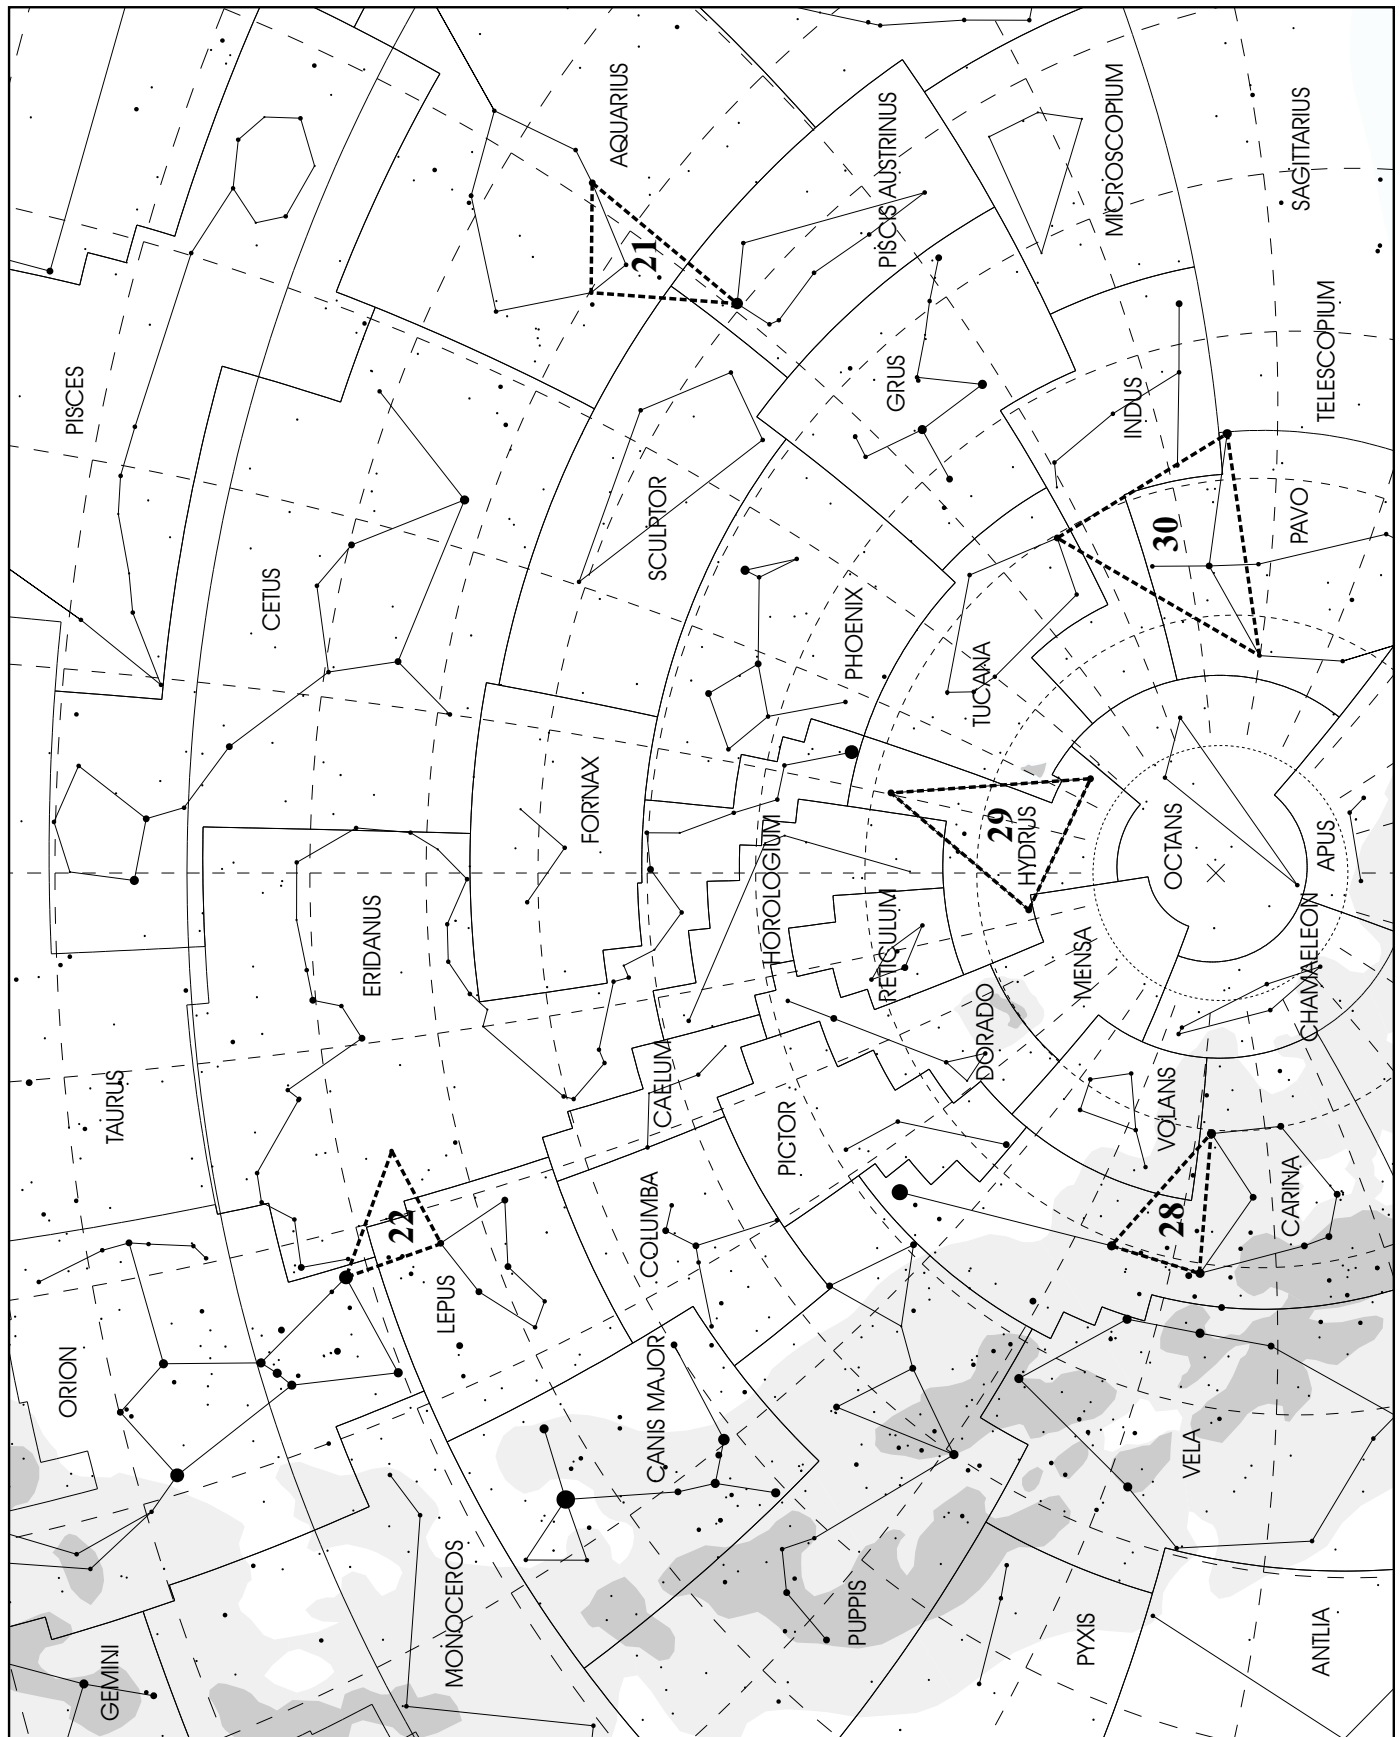 AQUARIUS
MICROSCOPIUM
SAGITTARIUS
PISCIS AUSTRINUS
21
PISCES
GRUS
INDUS
TELESCOPIUM
CETUS
SCULPTOR
30
PAVO
PHOENIX
TUCANA
FORNAX
29
HYDRUS
OCTANS
APUS
ERIDANUS
HOROLOGIUM
RETICULUM
MENSA
CHAMAELEON
DORADO
TAURUS
CAELUM
PICTOR
VOLANS
22
COLUMBA
28
CARINA
LEPUS
ORION
CANIS MAJOR
VELA
GEMINI
MONOCEROS
PUPPIS
PYXIS
ANTLIA